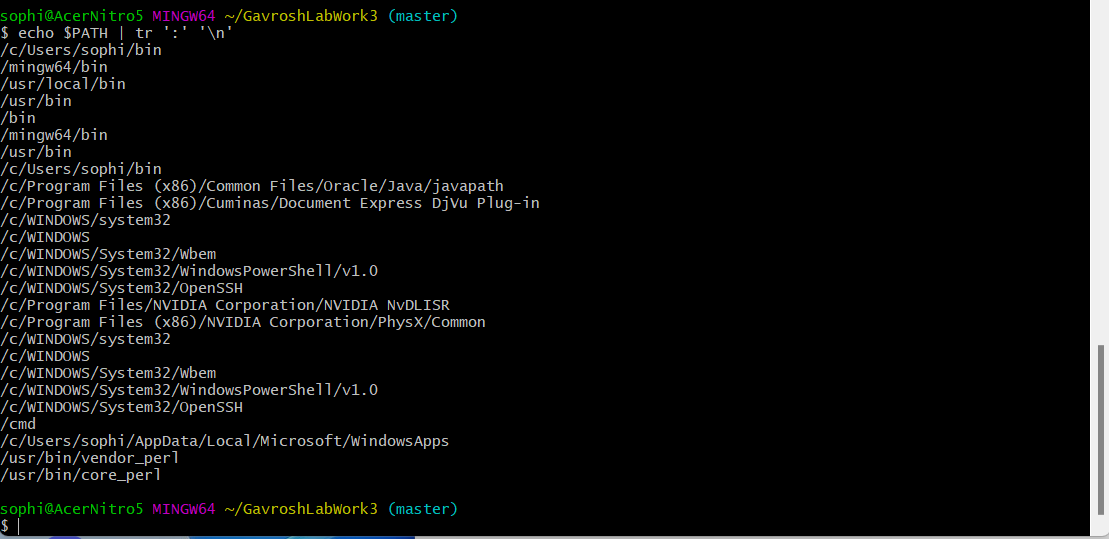 sophi@AcerNitro5 MINGW64 ~/GavroshLabWork3 (master)
$ echo $PATH | tr ':' '\n'
/c/Users/sophi/bin
/mingw64/bin
/usr/local/bin
/usr/bin
/bin
/mingw64/bin
/usr/bin
/c/Users/sophi/bin
/c/Program Files (x86)/Common Files/Oracle/Java/javapath
/c/Program Files (x86)/Cuminas/Document Express DjVu Plug-in
/c/WINDOWS/system32
/c/WINDOWS
/c/WINDOWS/System32/Wbem
/c/WINDOWS/System32/WindowsPowerShell/v1.0
/c/WINDOWS/System32/OpenSSH
/c/Program Files/NVIDIA Corporation/NVIDIA NvDLISR
/c/Program Files (x86)/NVIDIA Corporation/PhysX/Common
/c/WINDOWS/system32
/c/WINDOWS
/c/WINDOWS/System32/Wbem
/c/WINDOWS/System32/WindowsPowerShell/v1.0
/c/WINDOWS/System32/OpenSSH
/cmd
/c/Users/sophi/AppData/Local/Microsoft/WindowsApps
/usr/bin/vendor_perl
/usr/bin/core_perl
sophi@AcerNitro5 MINGW64 ~/GavroshLabWork3 (master)
$